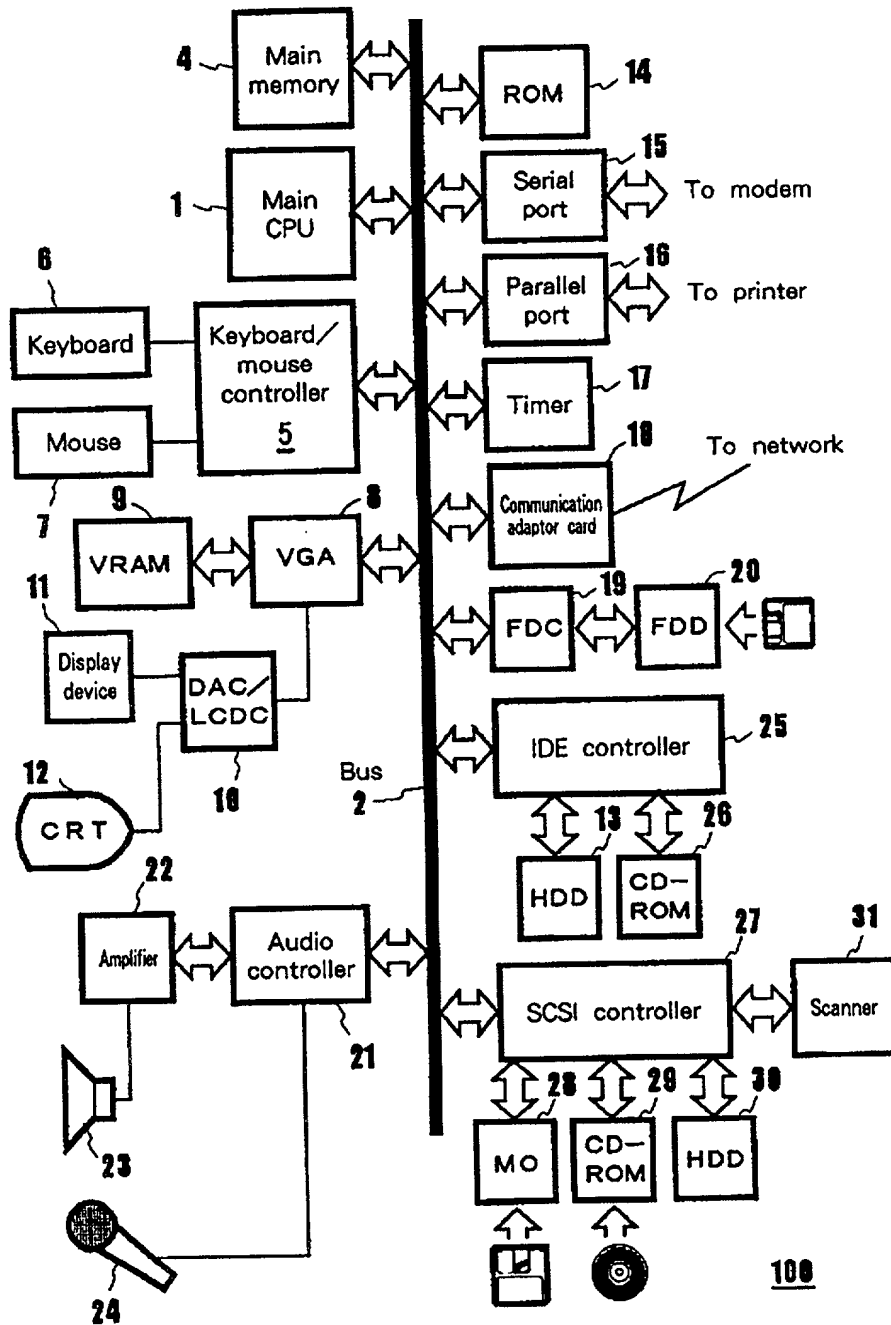 4
Main
memory
ROM
14
1
Main
CPU
15
Serial
port
To modem
16
Parallel
port
To printer
6
Keyboard
Keyboard/
mouse
controller
5
Mouse
7
17
Timer
18
Communication
adaptor card
To network
9
VRAM
8
VGA
19
FDC
20
FDD
11
Display
device
DAC/
LCDC
10
12
CRT
Bus
2
IDE controller
25
13
HDD
26
CD-
ROM
22
Amplifier
Audio
controller
21
27
SCSI controller
31
Scanner
23
24
28
MO
29
CD-
ROM
30
HDD
100